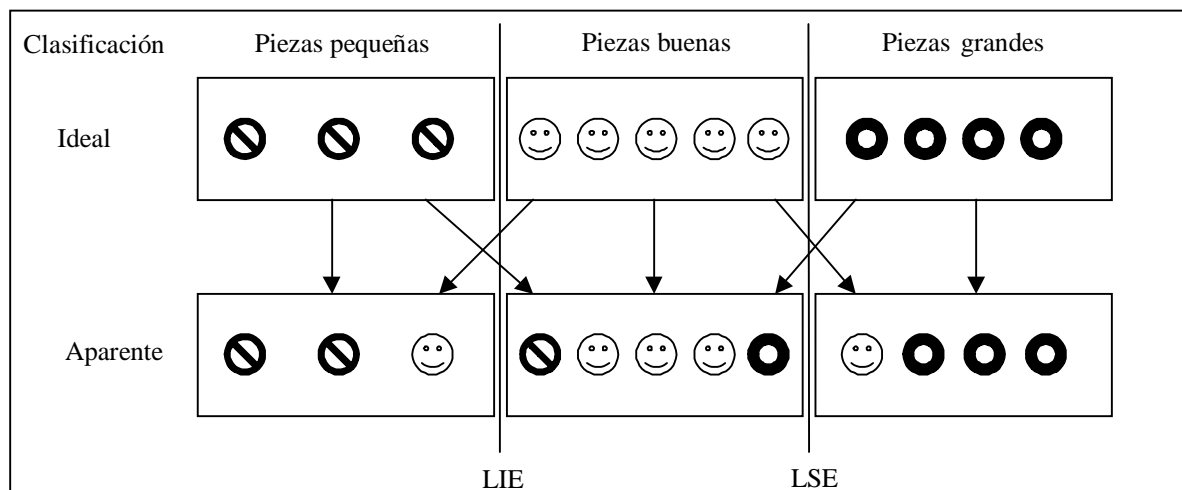 Clasificación Piezas pequeñas Piezas buenas Piezas grandes
Ideal
Aparente
LIE LSE